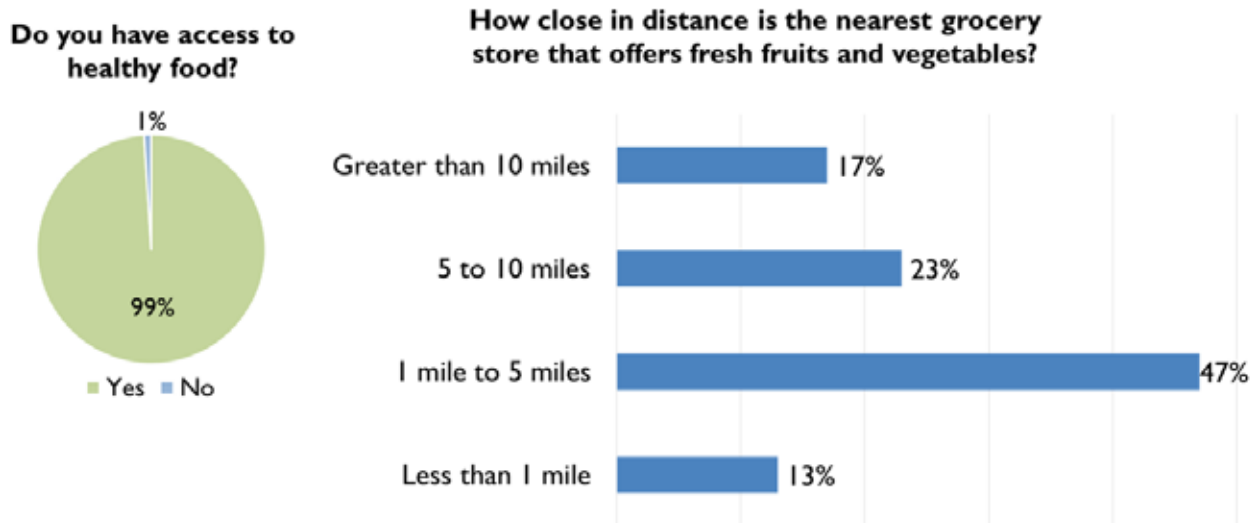 Do you have access to
healthy food?
1%
99%
Yes No
How close in distance is the nearest grocery
store that offers fresh fruits and vegetables?
Greater than 10 miles 17%
5 to 10 miles 23%
1 mile to 5 miles 47%
Less than 1 mile 13%